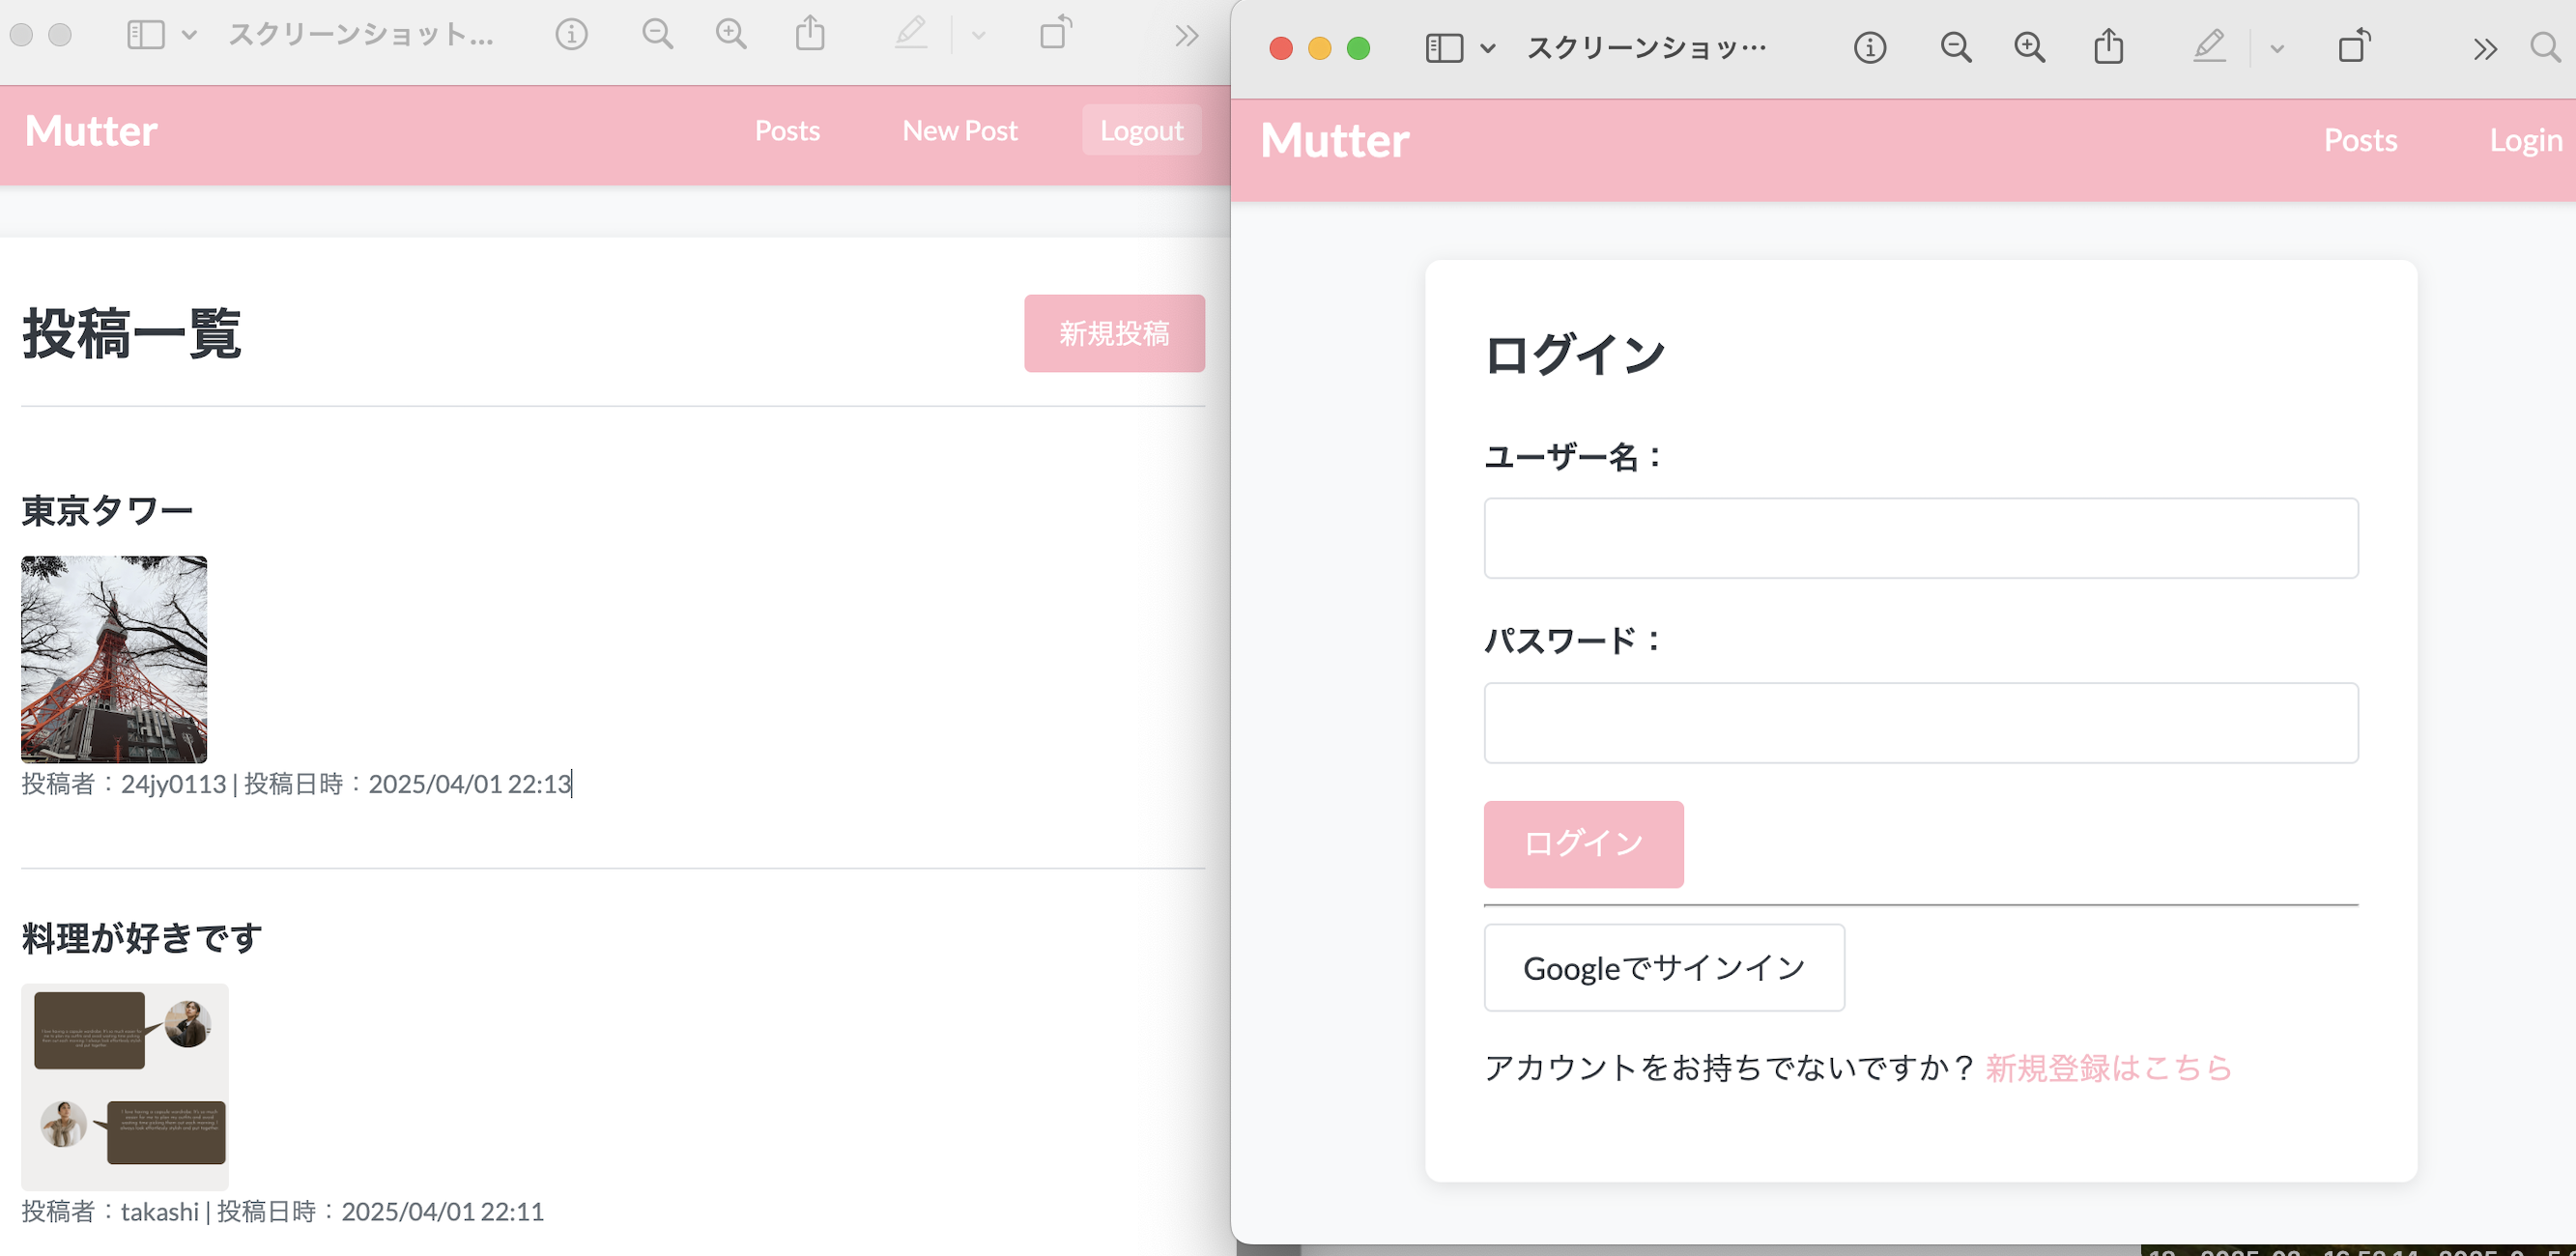 スクリーンショット...
Mutter
Posts
New Post
Logout
投稿一覧
新規投稿
東京タワー
投稿者：24jy0113 | 投稿日時：2025/04/01 22:13
料理が好きです
投稿者：takashi | 投稿日時：2025/04/01 22:11
スクリーンショッ…
Mutter
Posts
Login
ログイン
ユーザー名：
パスワード：
ログイン
Googleでサインイン
アカウントをお持ちでないですか？ 新規登録はこちら